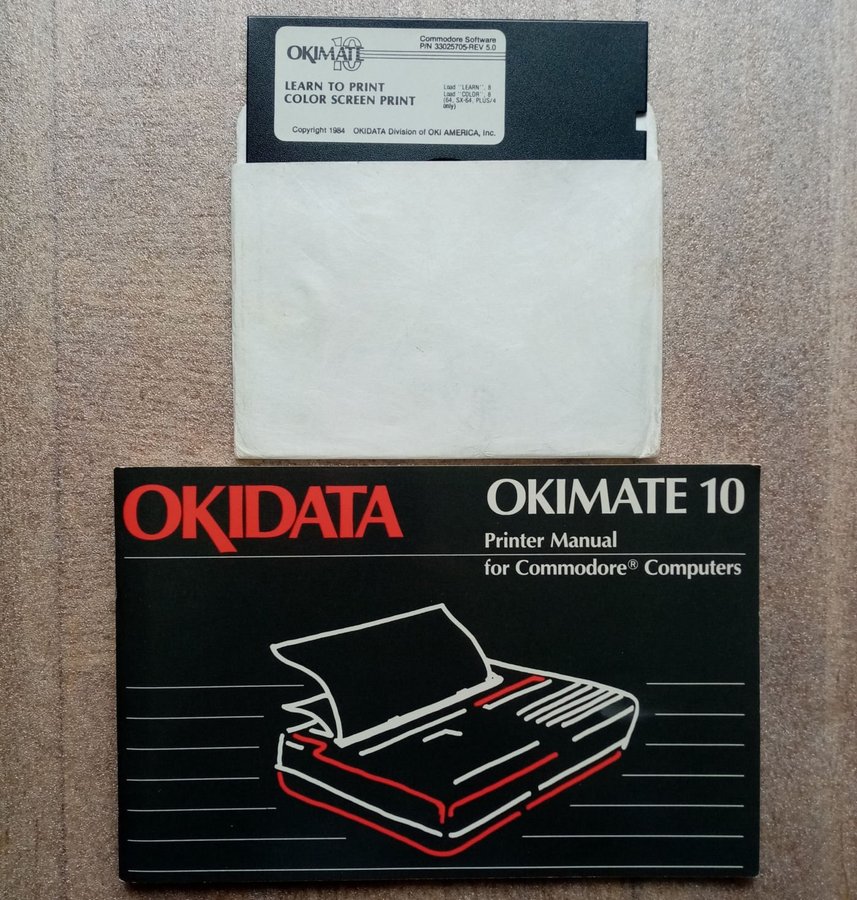 OKIMATE 10
Commodore Software
P/N 33025705-REV 5.0
LEARN TO PRINT
COLOR SCREEN PRINT
Load "LEARN", 8
Load "COLOR", 8
(64, SX-64, PLUS/4
only)
Copyright 1984 OKIDATA Division of OKI AMERICA, Inc.
OKIDATA
OKIMATE 10
Printer Manual
for Commodore® Computers